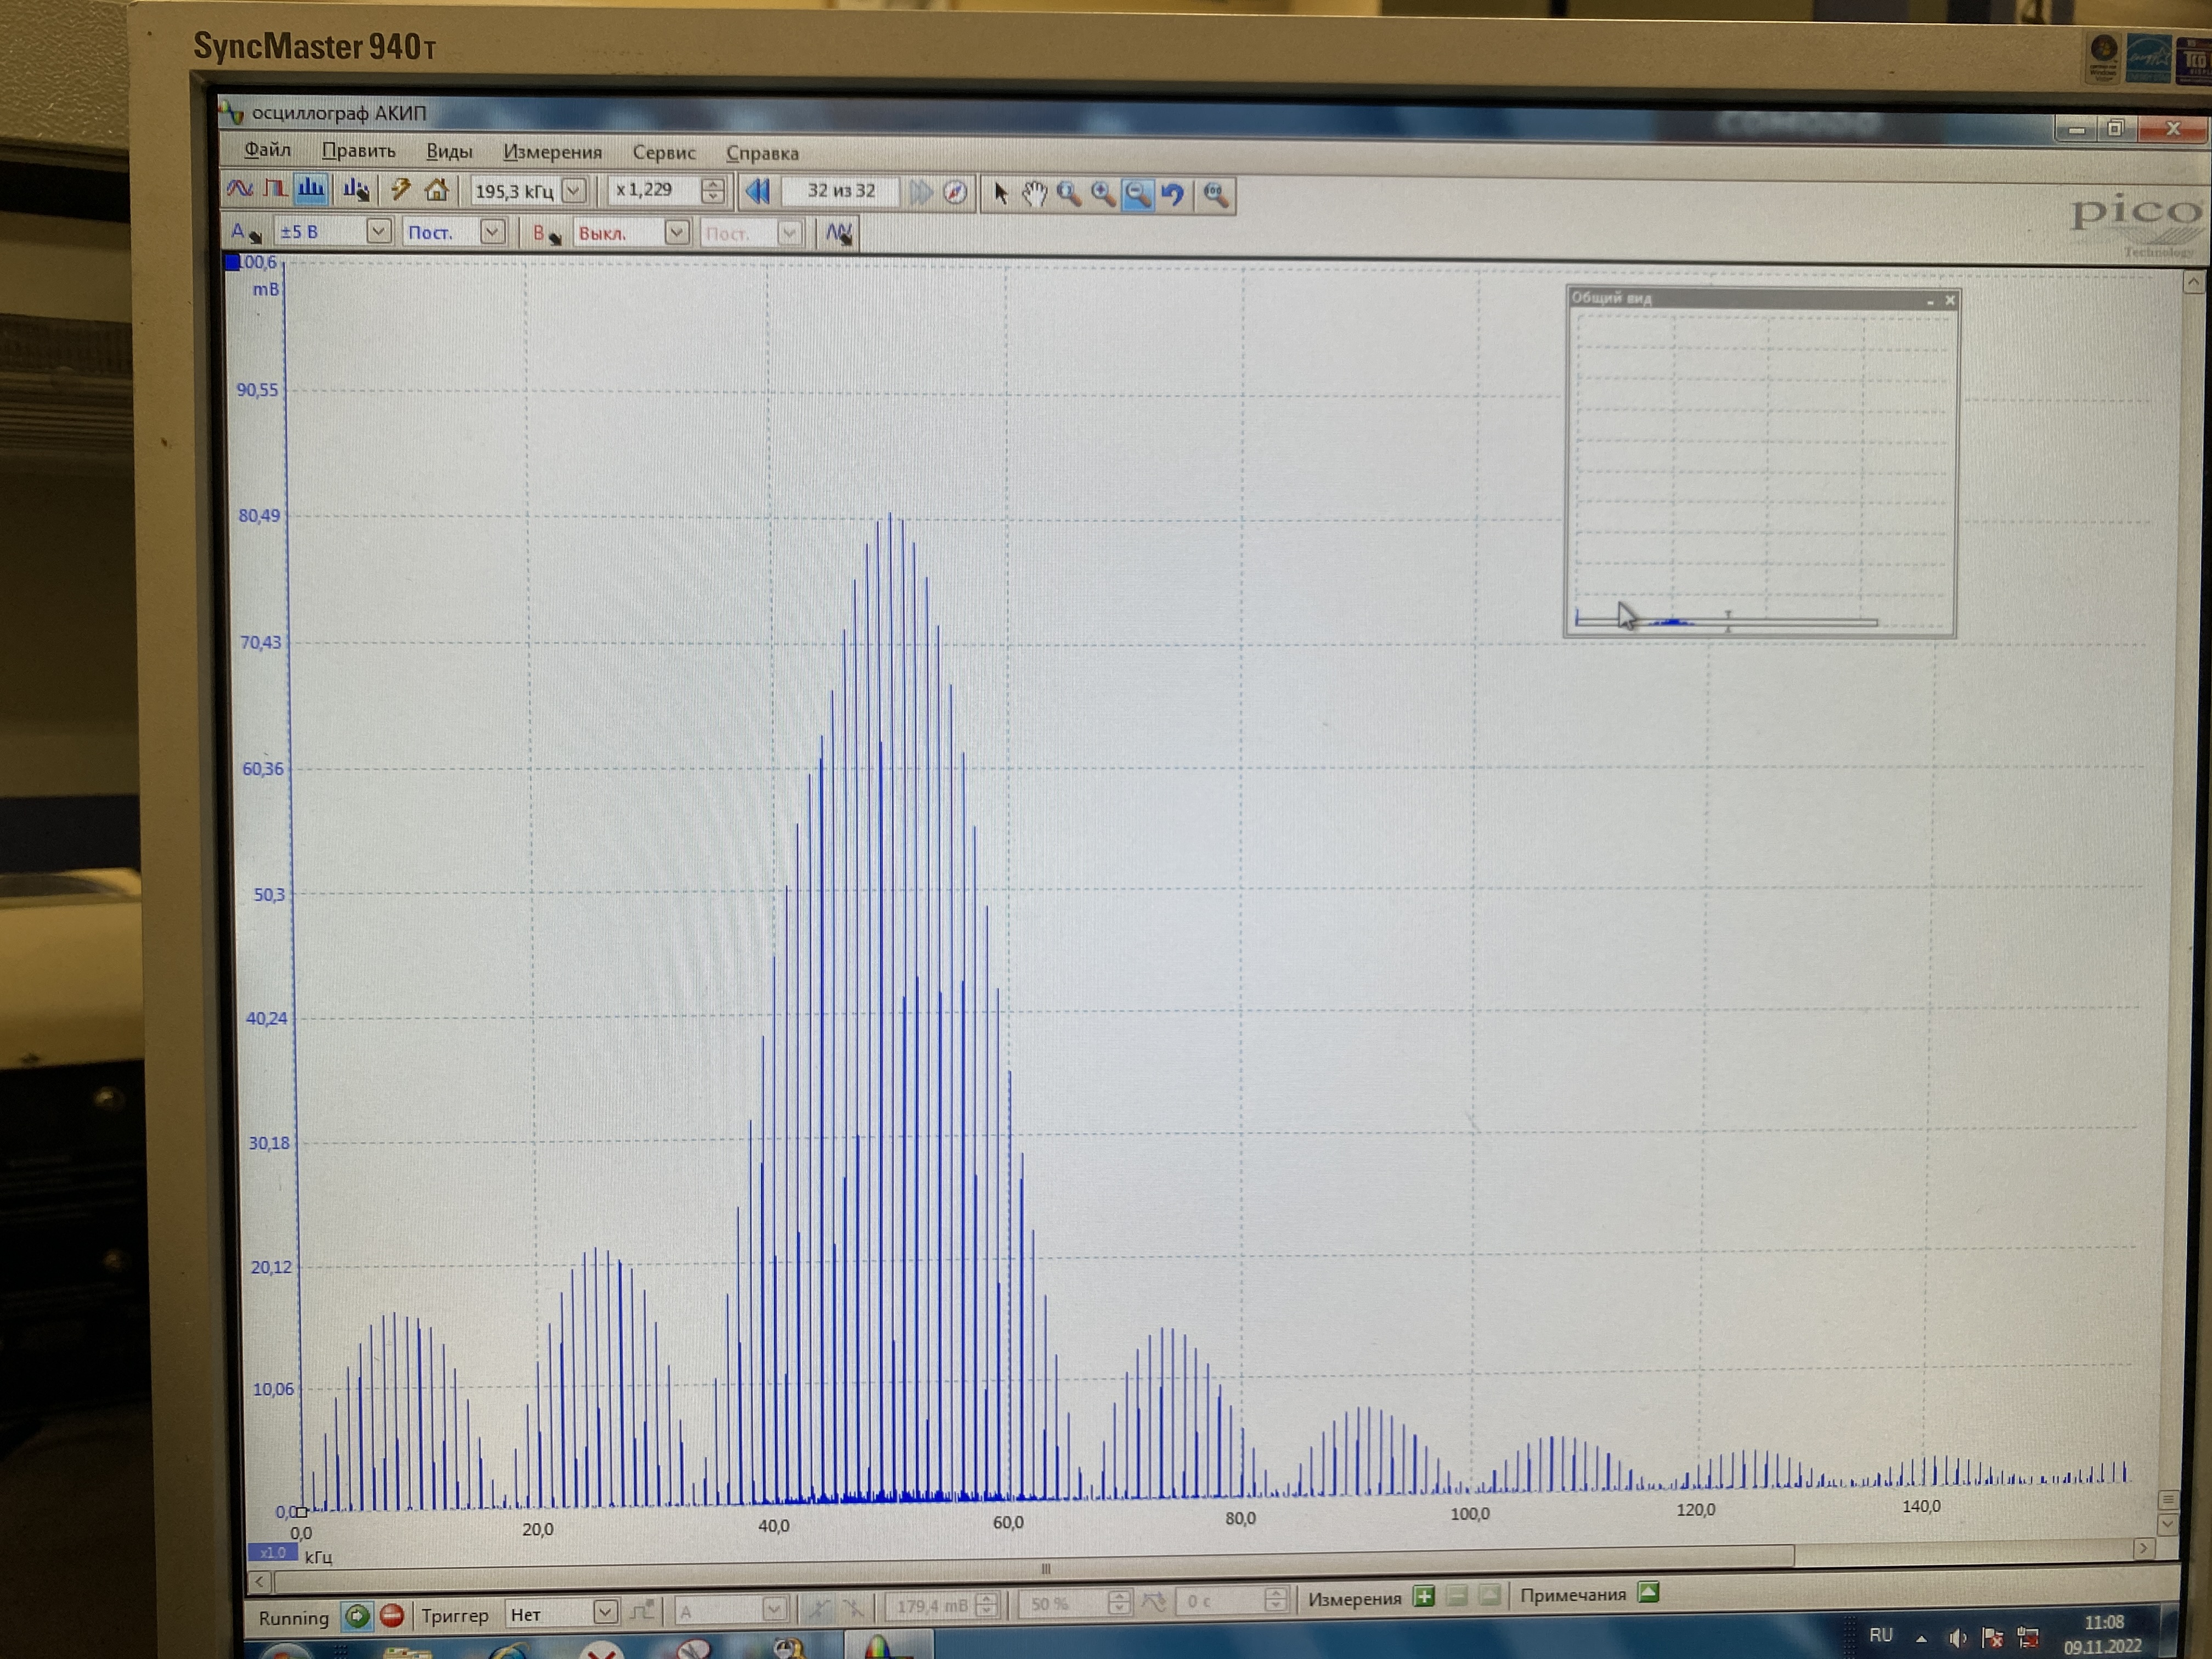 SyncMaster 940T
осциллограф АКИП
Файл Править Виды Измерения Сервис Справка
195,3 кГц x 1,229 32 из 32
pico
Technology
A ±5 В Пост. B Выкл. Пост.
100,6
mВ
90,55
80,49
70,43
60,36
50,3
40,24
30,18
20,12
10,06
0,0
Общий вид
0,0 20,0 40,0 60,0 80,0 100,0 120,0 140,0
x1.0 кГц
Running Триггер Нет A 179,4 mВ 50 % 0 с Измерения Примечания
RU 11:08
09.11.2022